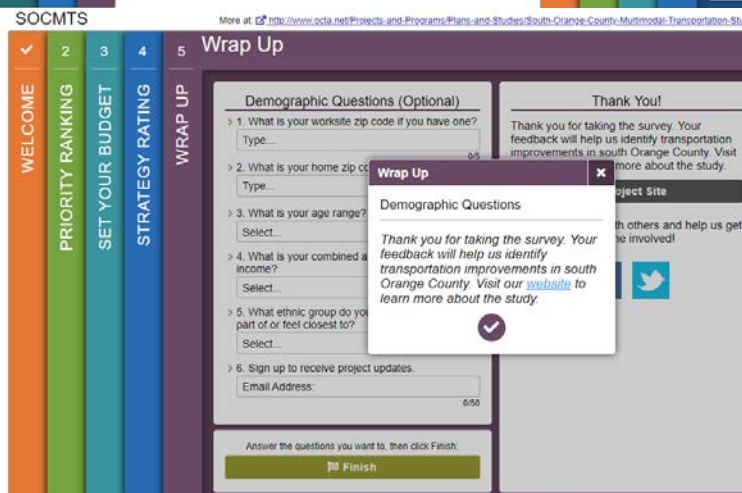 SOCMTS
More at: http://www.octa.net/Projects-and-Programs/Plans-and-Studies/South-Orange-County-Multimodal-Transportation-Stu
2
3
4
5
WELCOME
PRIORITY RANKING
SET YOUR BUDGET
STRATEGY RATING
WRAP UP
Wrap Up
Demographic Questions (Optional)
1. What is your worksite zip code if you have one?
Type...
0/5
2. What is your home zip co
Type...
3. What is your age range?
Select...
4. What is your combined a
income?
Select...
5. What ethnic group do you
part of or feel closest to?
Select...
6. Sign up to receive project updates.
Email Address:
0/50
Answer the questions you want to, then click Finish:
Finish
Wrap Up
Demographic Questions
Thank you for taking the survey. Your
feedback will help us identify
transportation improvements in south
Orange County. Visit our website to
learn more about the study.
Thank You!
Thank you for taking the survey. Your
feedback will help us identify transportation
improvements in south Orange County. Visit
more about the study.
oject Site
h others and help us get
e involved!